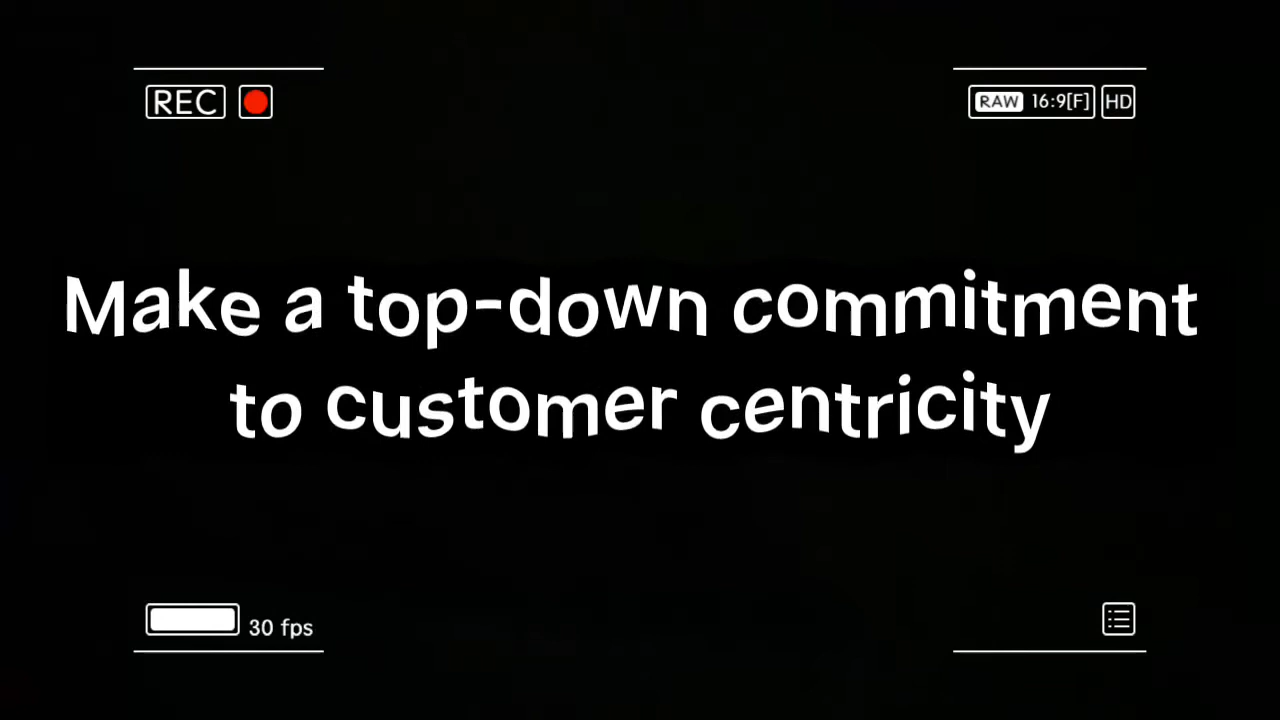 REC
RAW 16:9[F] HD
Make a top-down commitment
to customer centricity
30 fps